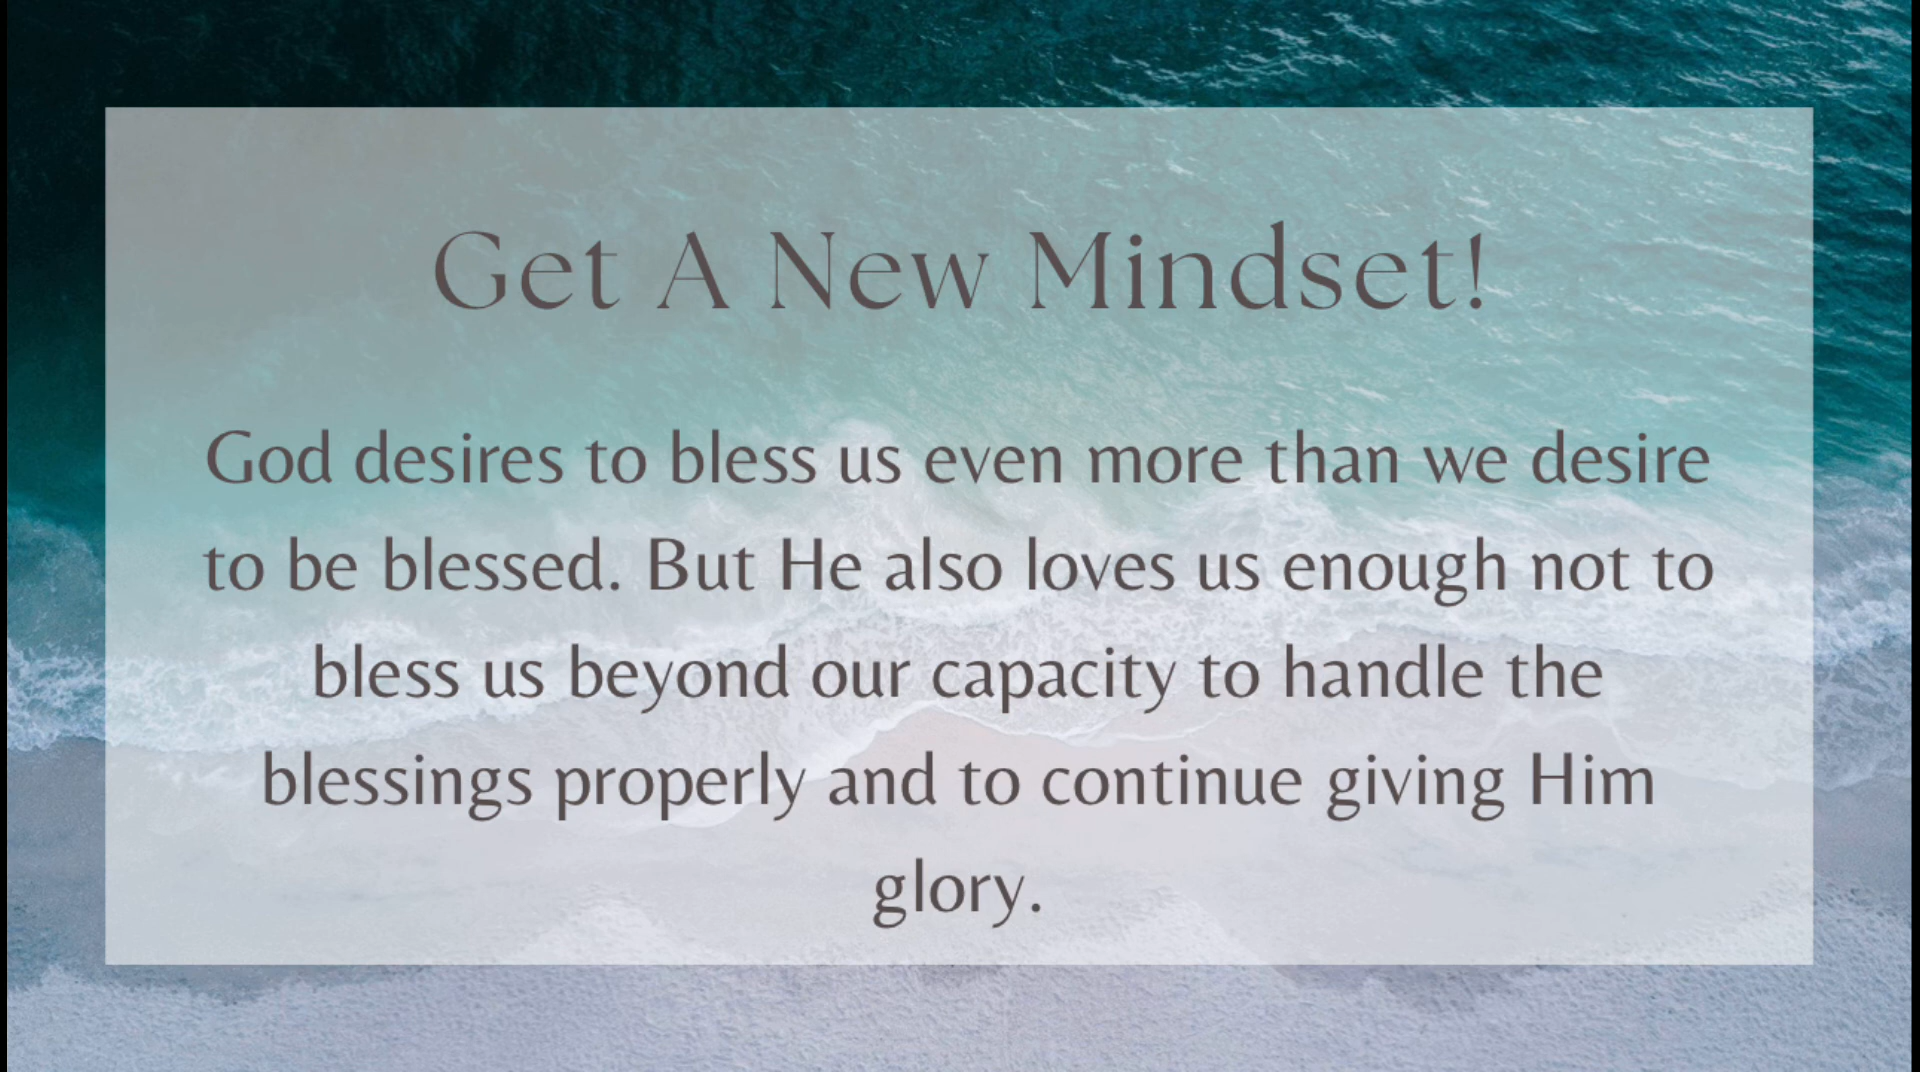 Get A New Mindset!
God desires to bless us even more than we desire
to be blessed. But He also loves us enough not to
bless us beyond our capacity to handle the
blessings properly and to continue giving Him
glory.